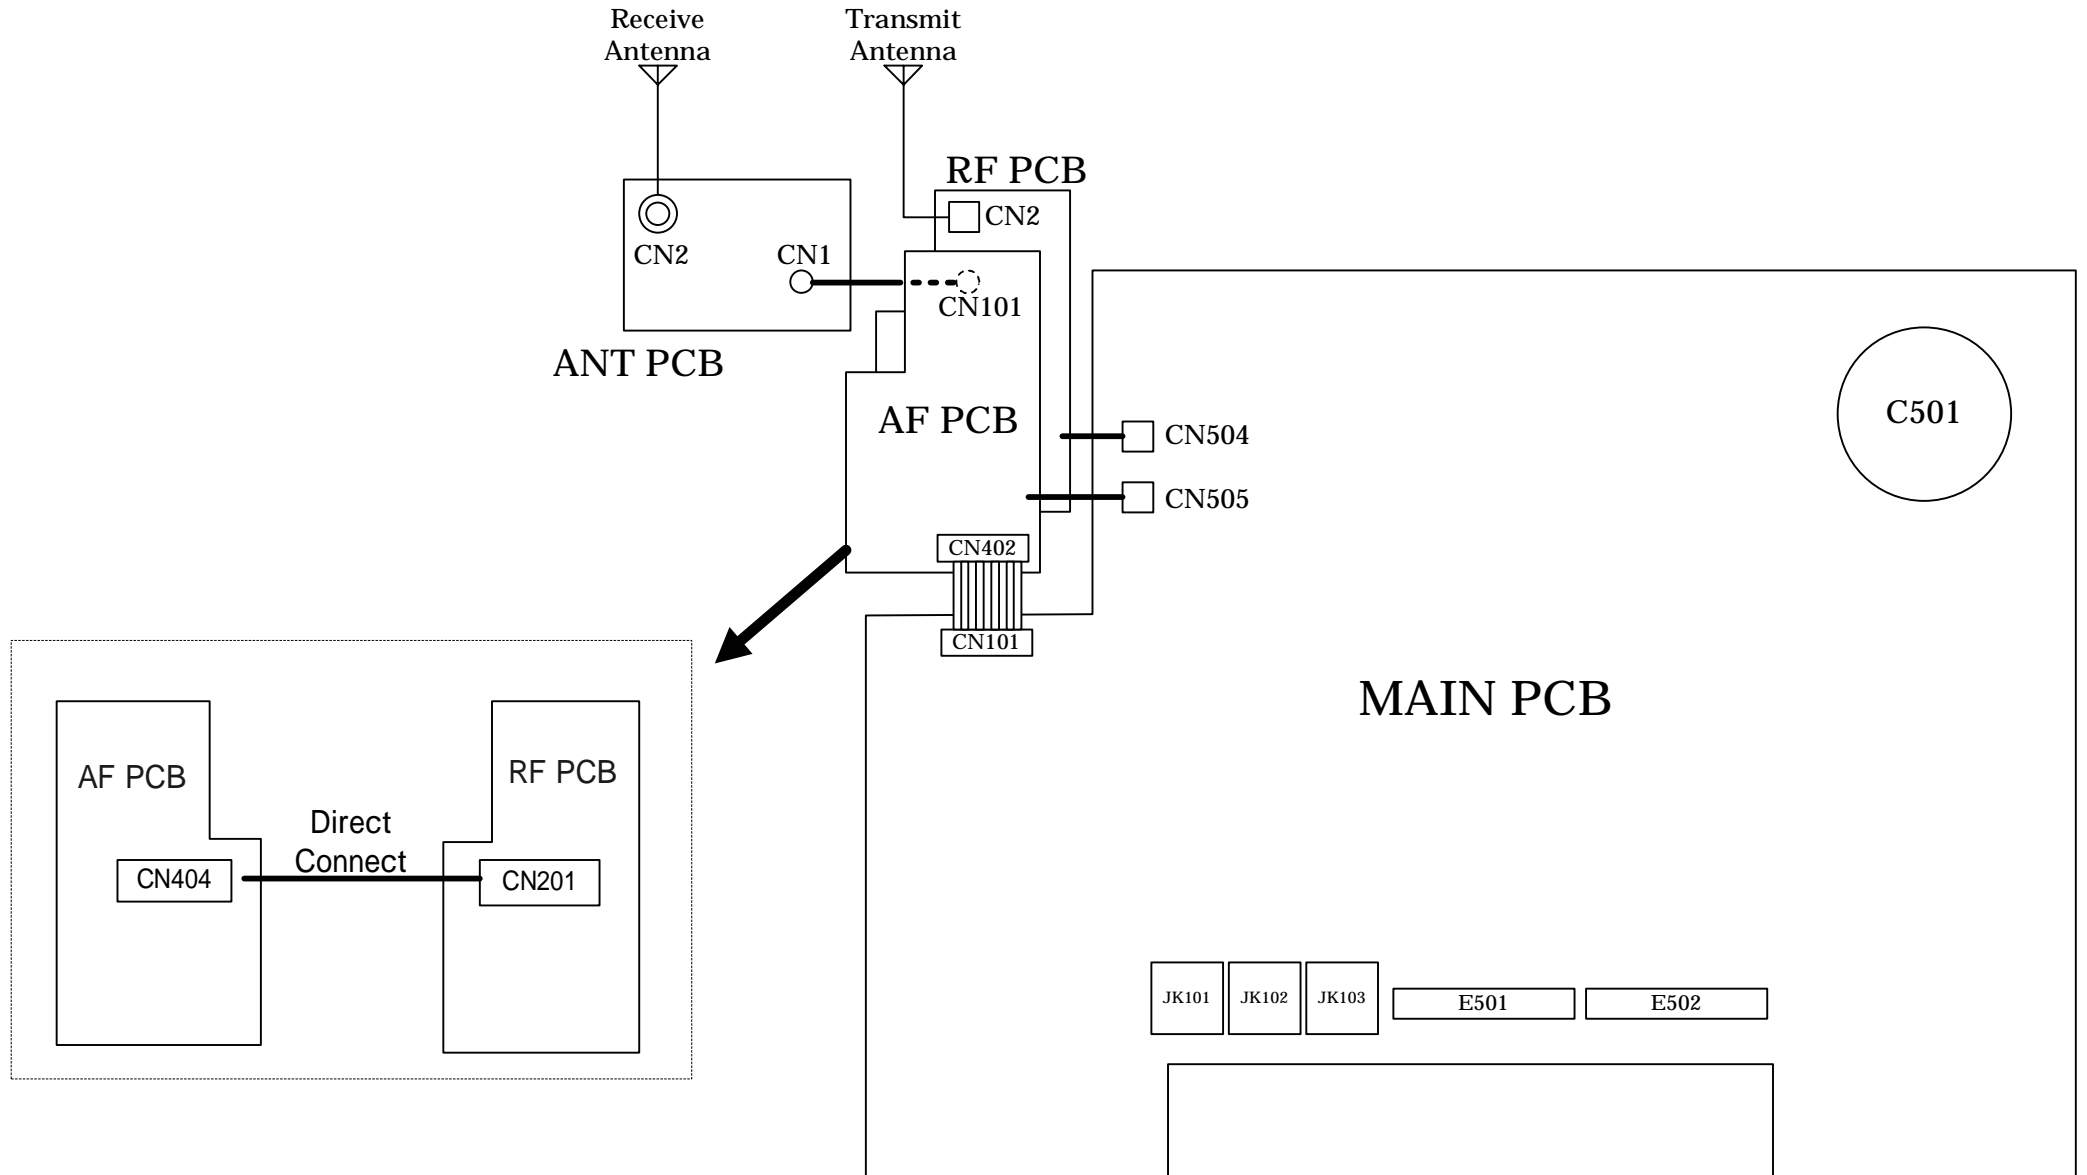 Receive
Antenna
Transmit
Antenna
RF PCB
CN2
CN2
CN1
CN101
ANT PCB
AF PCB
CN504
CN505
C501
CN402
CN101
MAIN PCB
AF PCB
RF PCB
Direct
Connect
CN404
CN201
JK101
JK102
JK103
E501
E502